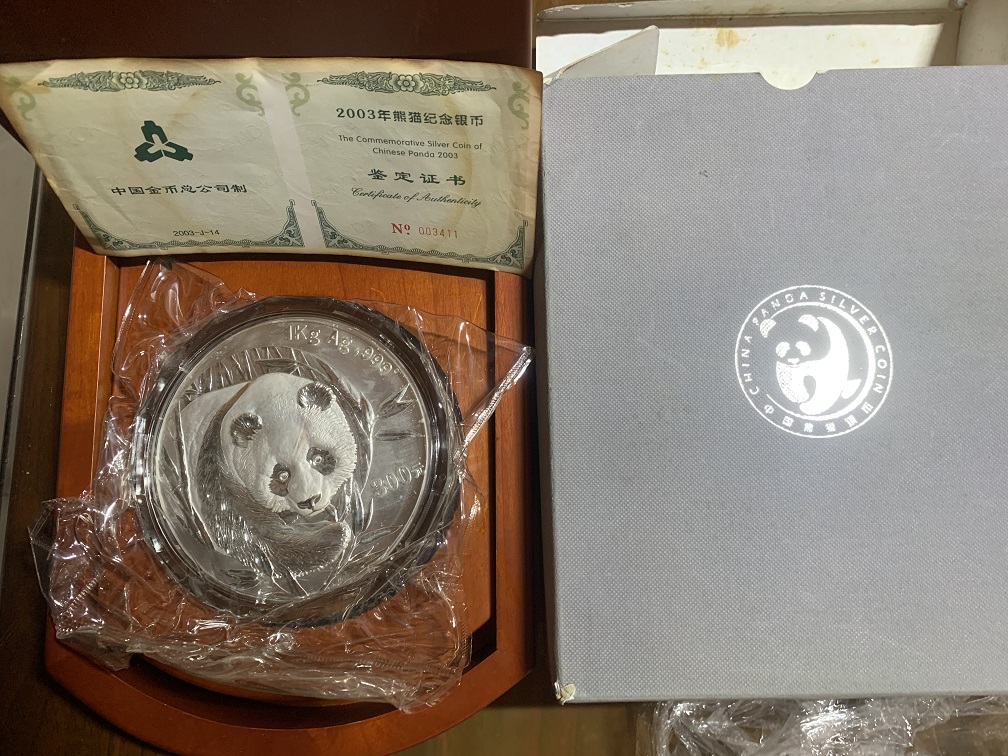 中国金币总公司制
2003-J-14
2003年熊猫纪念银币
The Commemorative Silver Coin of
Chinese Panda 2003
鉴定证书
Certificate of Authenticity
№ 003411
1Kg Ag .999
300元
CHINA PANDA SILVER COIN
中国熊猫银币